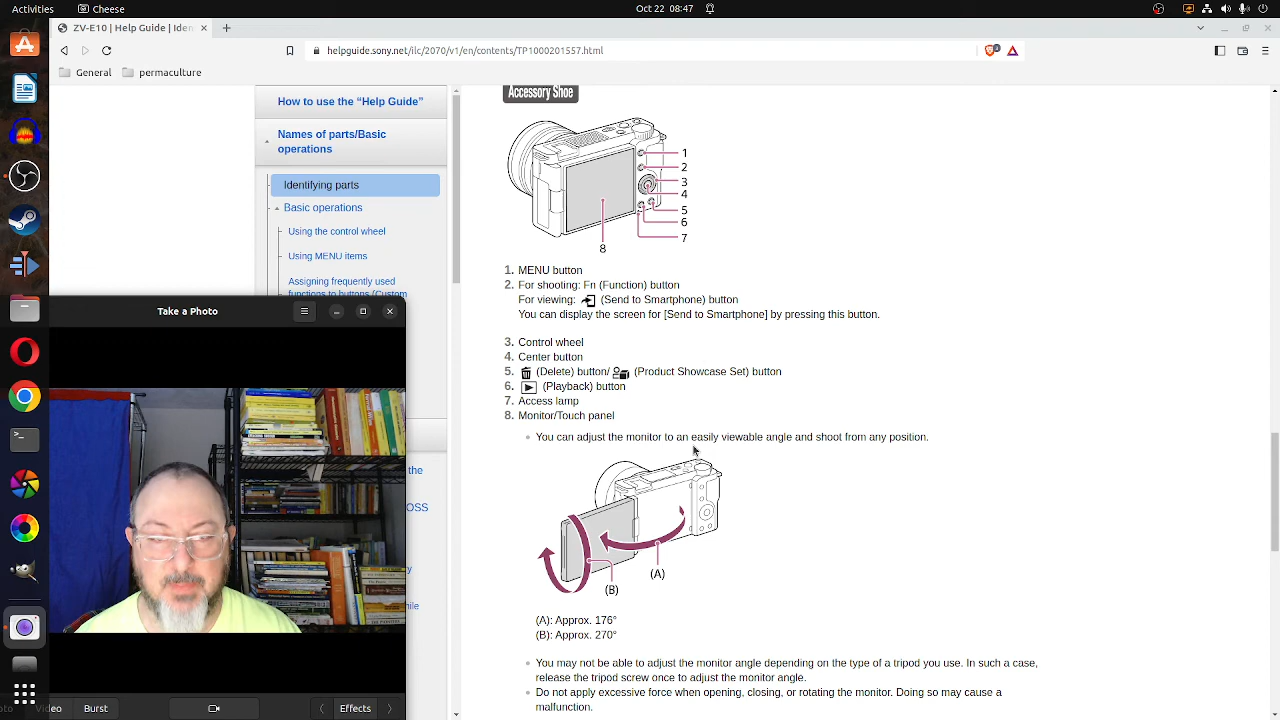 Activities Cheese Oct 22 08:47
ZV-E10 | Help Guide | Iden
helpguide.sony.net/ilc/2070/v1/en/contents/TP1000201557.html
General permaculture
How to use the “Help Guide”
Names of parts/Basic
operations
Identifying parts
Basic operations
Using the control wheel
Using MENU items
Assigning frequently used
functions to buttons (Custom
the
OSS
Take a Photo
Video Burst Effects
Accessory Shoe
1
2
3
4
5
6
7
8
1. MENU button
2. For shooting: Fn (Function) button
For viewing: (Send to Smartphone) button
You can display the screen for [Send to Smartphone] by pressing this button.
3. Control wheel
4. Center button
5. (Delete) button/ (Product Showcase Set) button
6. (Playback) button
7. Access lamp
8. Monitor/Touch panel
You can adjust the monitor to an easily viewable angle and shoot from any position.
(A)
(B)
(A): Approx. 176°
(B): Approx. 270°
You may not be able to adjust the monitor angle depending on the type of a tripod you use. In such a case,
release the tripod screw once to adjust the monitor angle.
Do not apply excessive force when opening, closing, or rotating the monitor. Doing so may cause a
malfunction.